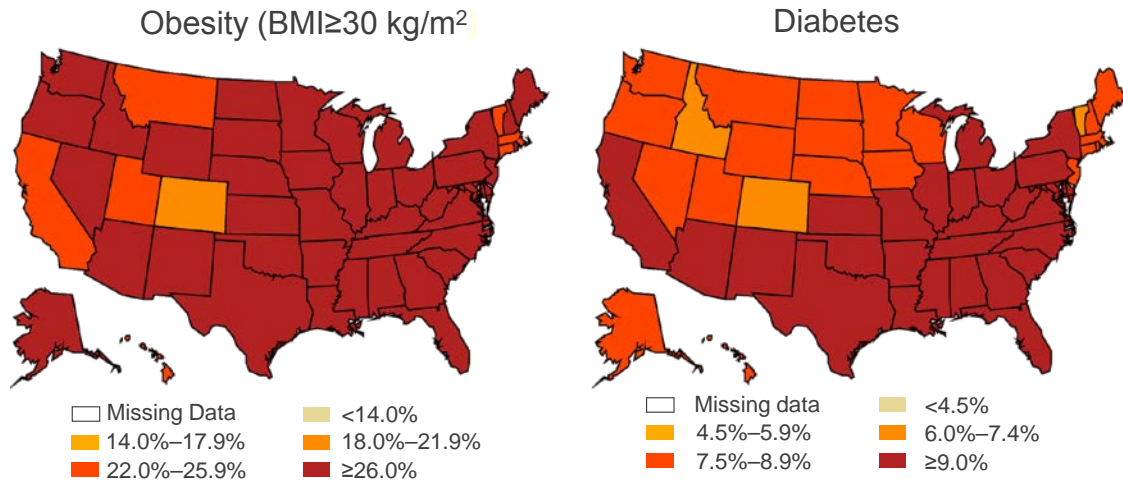 Obesity (BMI≥30 kg/m²)
Diabetes
Missing Data
<14.0%
14.0%–17.9%
18.0%–21.9%
22.0%–25.9%
≥26.0%
Missing data
<4.5%
4.5%–5.9%
6.0%–7.4%
7.5%–8.9%
≥9.0%